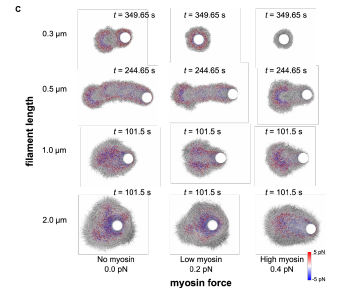 C
t = 349.65 s t = 349.65 s t = 349.65 s
0.3 μm
t = 244.65 s t = 244.65 s t = 244.65 s
0.5 μm
t = 101.5 s t = 101.5 s t = 101.5 s
1.0 μm
t = 101.5 s t = 101.5 s t = 101.5 s
2.0 μm
filament length
No myosin Low myosin High myosin
0.0 pN 0.2 pN 0.4 pN
myosin force
5 pN
-5 pN